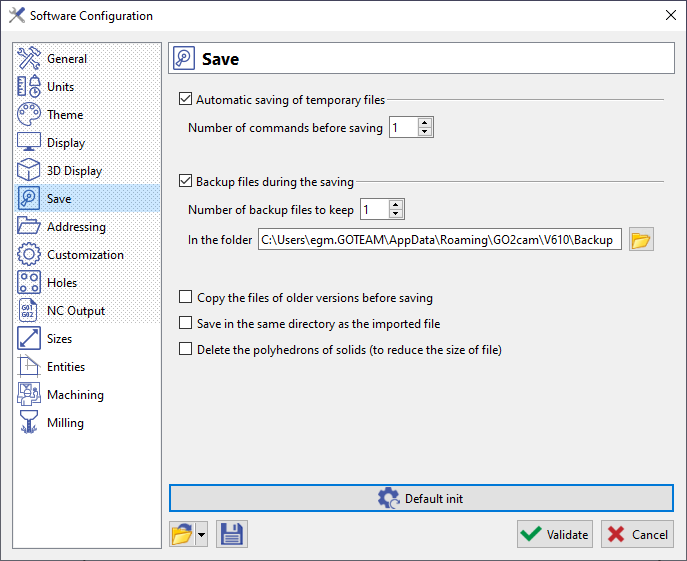 Software Configuration
General
Units
Theme
Display
3D Display
Save
Addressing
Customization
Holes
G01
G02
NC Output
Sizes
Entities
Machining
Milling
Save
Automatic saving of temporary files
Number of commands before saving 1
Backup files during the saving
Number of backup files to keep 1
In the folder C:\Users\egm.GOTEAM\AppData\Roaming\GO2cam\V610\Backup
Copy the files of older versions before saving
Save in the same directory as the imported file
Delete the polyhedrons of solids (to reduce the size of file)
Default init
Validate Cancel